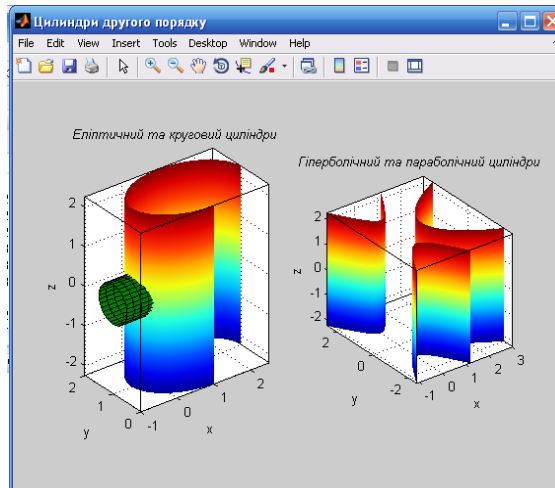 Цилиндри другого порядку
File Edit View Insert Tools Desktop Window Help
Еліптичний та круговий циліндри
2
1
0
-1
-2
z
2
1
0
y
-1
0
1
2
x
Гіперболічний та параболічний циліндри
2
1
0
-1
-2
z
2
0
-2
y
-1
0
1
2
3
x